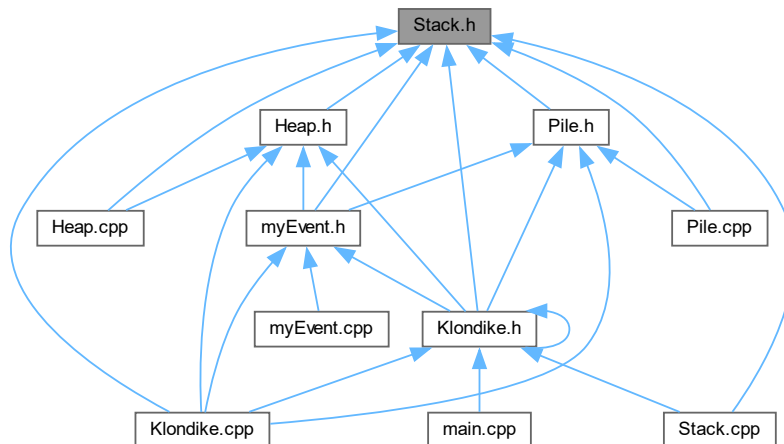 Stack.h
Heap.h
Pile.h
Heap.cpp
myEvent.h
Pile.cpp
myEvent.cpp
Klondike.h
Klondike.cpp
main.cpp
Stack.cpp